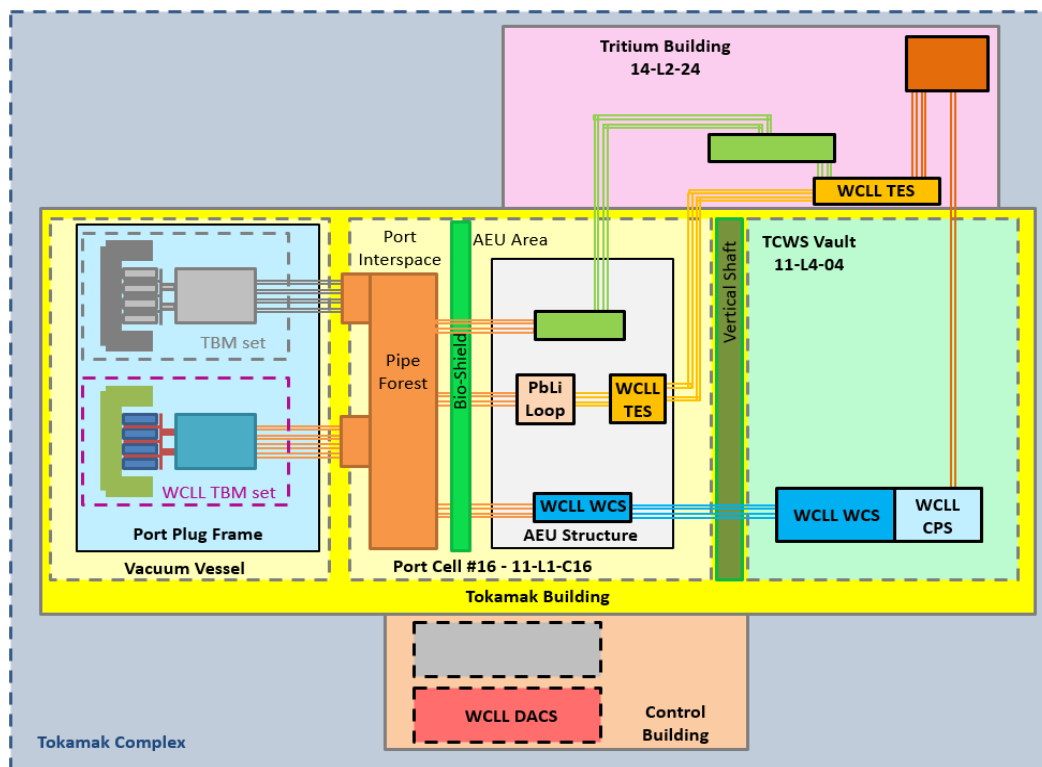 Tritium Building
14-L2-24
WCLL TES
Port
Interspace
AEU Area
TCWS Vault
11-L4-04
Vertical Shaft
Bio-Shield
TBM set
Pipe
Forest
PbLi
Loop
WCLL
TES
WCLL TBM set
WCLL WCS
WCLL WCS
WCLL
CPS
Port Plug Frame
AEU Structure
Vacuum Vessel
Port Cell #16 - 11-L1-C16
Tokamak Building
WCLL DACS
Control
Building
Tokamak Complex